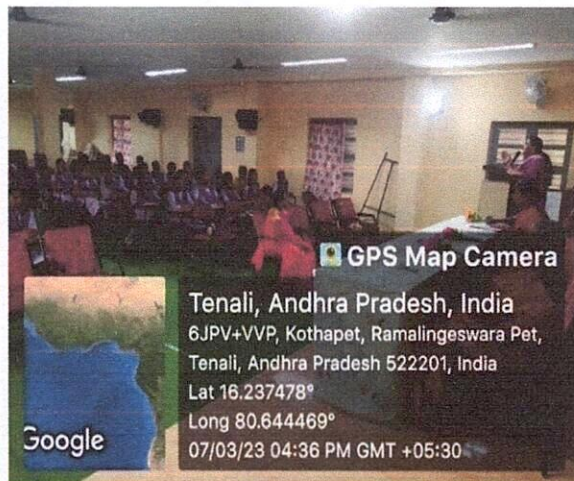 GPS Map Camera
Tenali, Andhra Pradesh, India
6JPV+VVP, Kothapet, Ramalingeswara Pet,
Tenali, Andhra Pradesh 522201, India
Lat 16.237478°
Long 80.644469°
Google
07/03/23 04:36 PM GMT +05:30